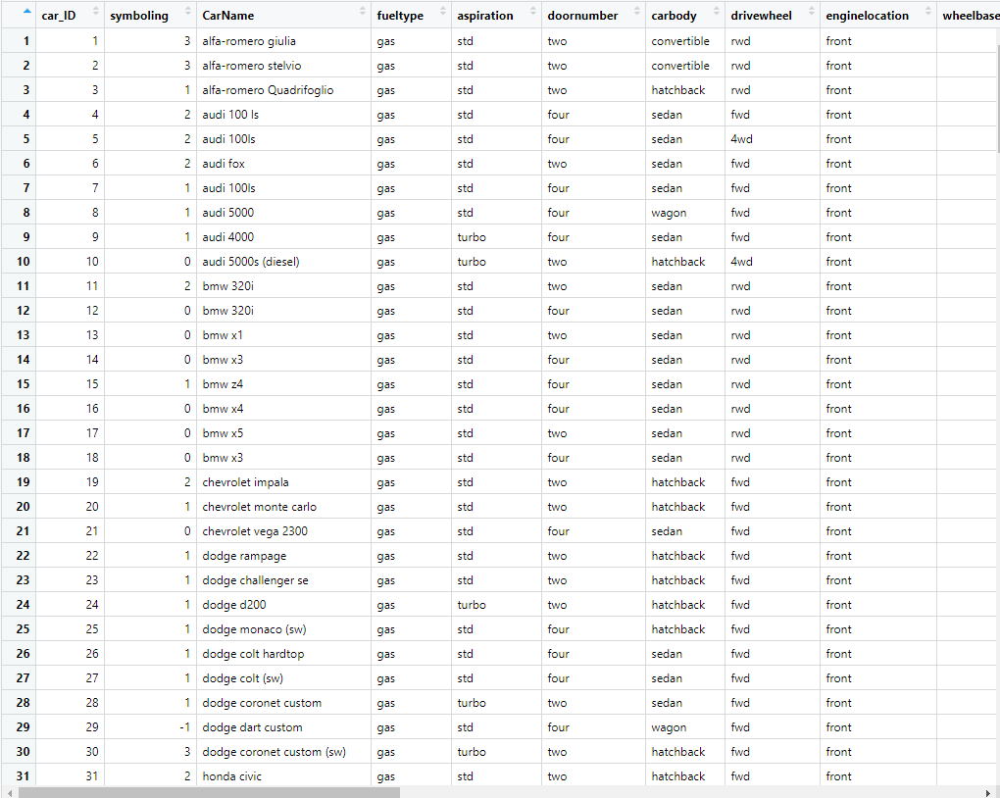 car_ID symboling CarName fueltype aspiration doornumber carbody drivewheel enginelocation wheelbase
1 1 3 alfa-romero giulia gas std two convertible rwd front
2 2 3 alfa-romero stelvio gas std two convertible rwd front
3 3 1 alfa-romero Quadrifoglio gas std two hatchback rwd front
4 4 2 audi 100 ls gas std four sedan fwd front
5 5 2 audi 100ls gas std four sedan 4wd front
6 6 2 audi fox gas std two sedan fwd front
7 7 1 audi 100ls gas std four sedan fwd front
8 8 1 audi 5000 gas std four wagon fwd front
9 9 1 audi 4000 gas turbo four sedan fwd front
10 10 0 audi 5000s (diesel) gas turbo two hatchback 4wd front
11 11 2 bmw 320i gas std two sedan rwd front
12 12 0 bmw 320i gas std four sedan rwd front
13 13 0 bmw x1 gas std two sedan rwd front
14 14 0 bmw x3 gas std four sedan rwd front
15 15 1 bmw z4 gas std four sedan rwd front
16 16 0 bmw x4 gas std four sedan rwd front
17 17 0 bmw x5 gas std two sedan rwd front
18 18 0 bmw x3 gas std four sedan rwd front
19 19 2 chevrolet impala gas std two hatchback fwd front
20 20 1 chevrolet monte carlo gas std two hatchback fwd front
21 21 0 chevrolet vega 2300 gas std four sedan fwd front
22 22 1 dodge rampage gas std two hatchback fwd front
23 23 1 dodge challenger se gas std two hatchback fwd front
24 24 1 dodge d200 gas turbo two hatchback fwd front
25 25 1 dodge monaco (sw) gas std four hatchback fwd front
26 26 1 dodge colt hardtop gas std four sedan fwd front
27 27 1 dodge colt (sw) gas std four sedan fwd front
28 28 1 dodge coronet custom gas turbo two sedan fwd front
29 29 -1 dodge dart custom gas std four wagon fwd front
30 30 3 dodge coronet custom (sw) gas turbo two hatchback fwd front
31 31 2 honda civic gas std two hatchback fwd front